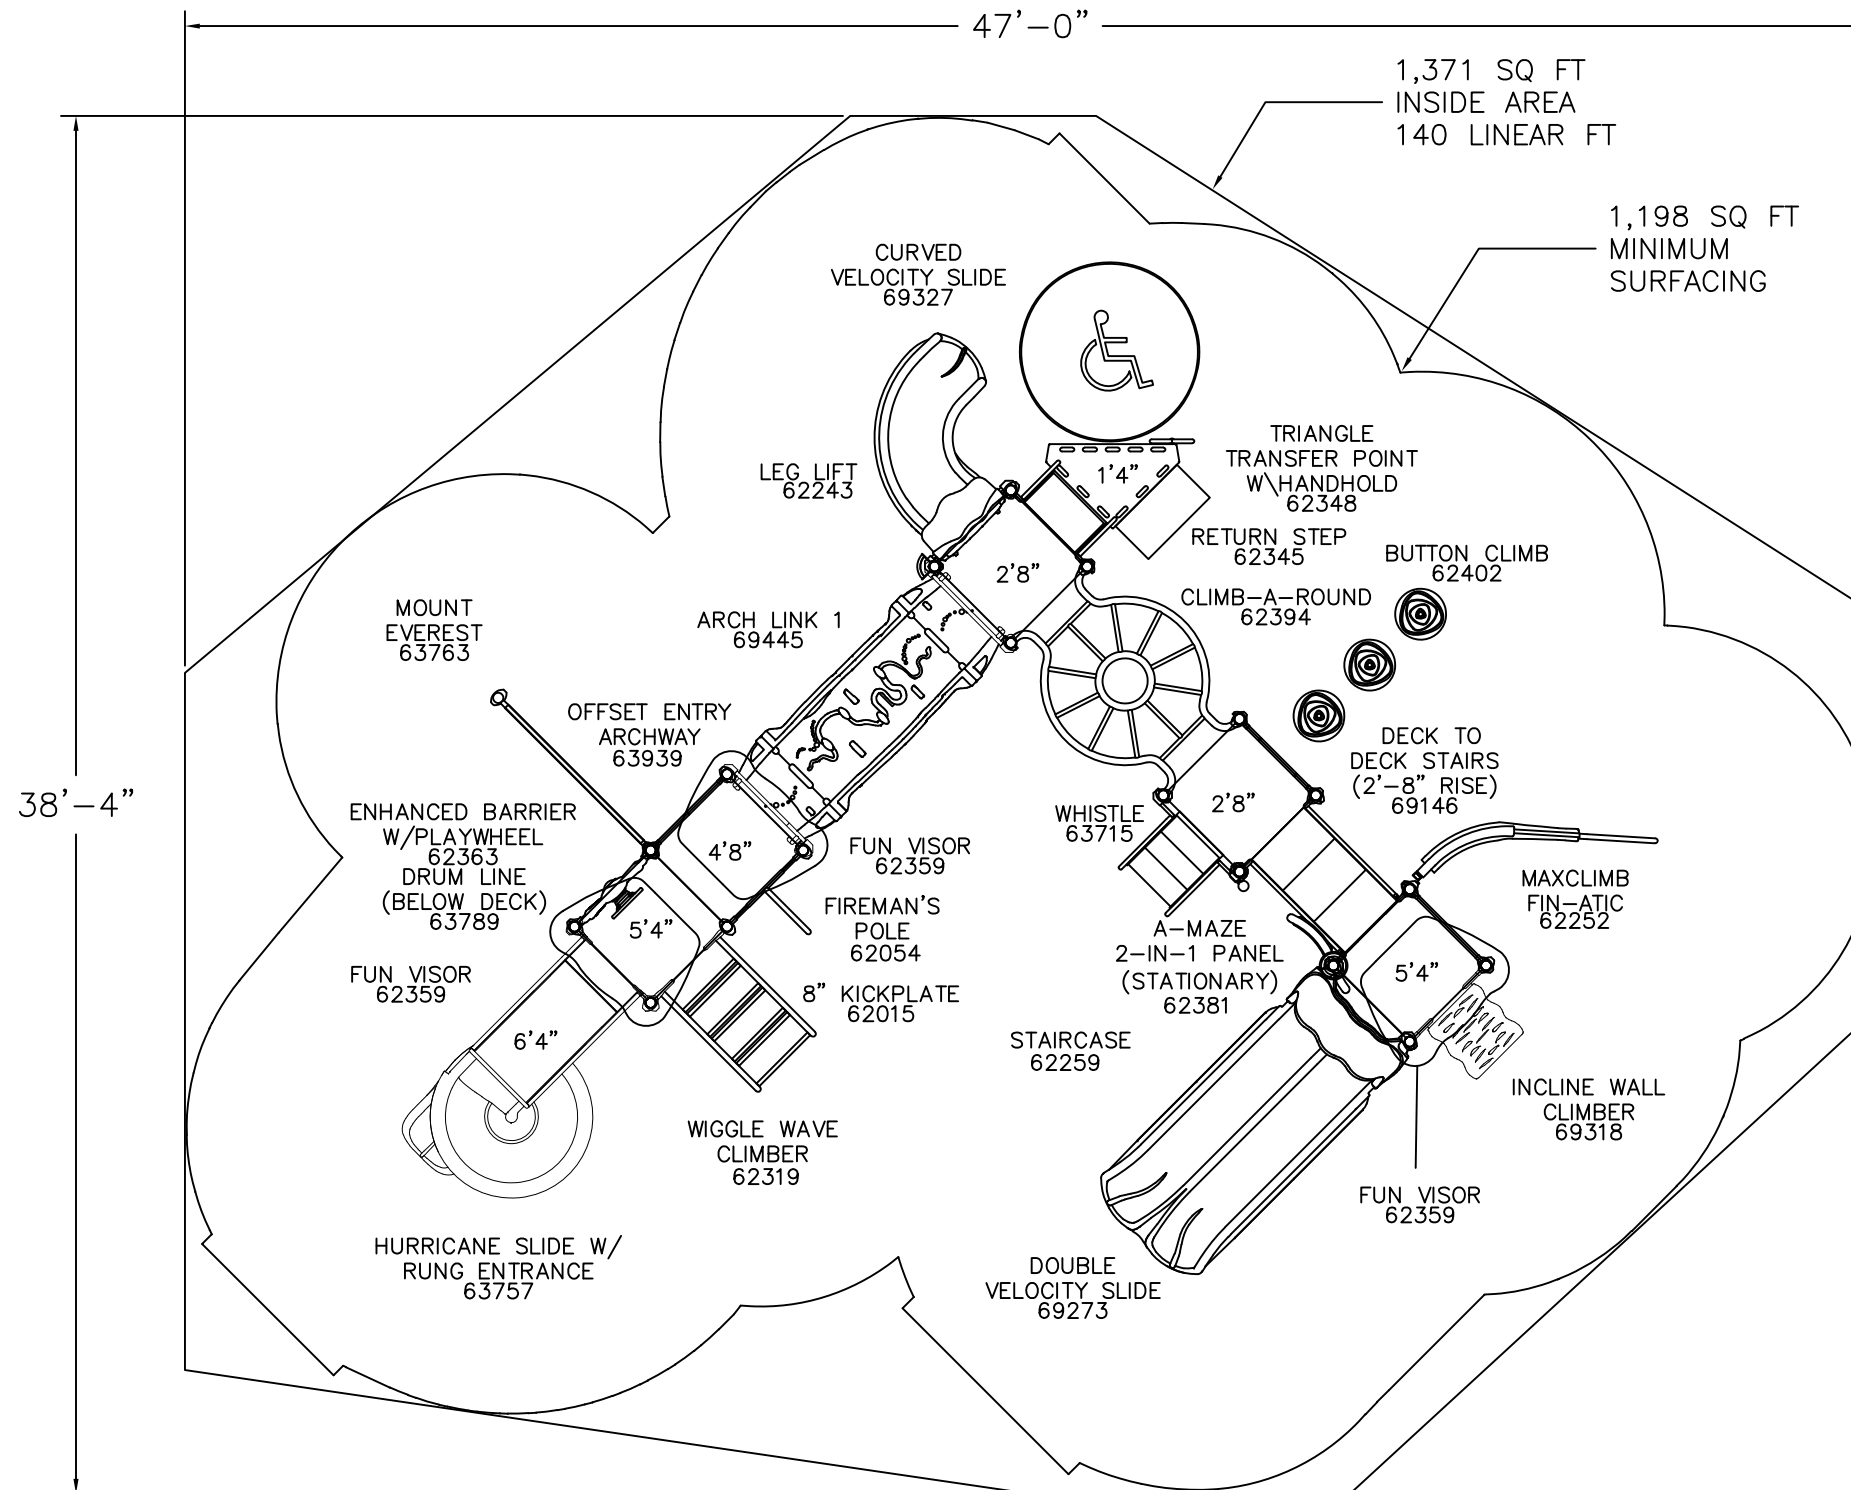 47'-0"
1,371 SQ FT
INSIDE AREA
140 LINEAR FT
1,198 SQ FT
MINIMUM
SURFACING
CURVED
VELOCITY SLIDE
69327
TRIANGLE
TRANSFER POINT
W\HANDHOLD
62348
1'4"
LEG LIFT
62243
RETURN STEP
62345
BUTTON CLIMB
62402
2'8"
CLIMB-A-ROUND
62394
MOUNT
EVEREST
63763
ARCH LINK 1
69445
OFFSET ENTRY
ARCHWAY
63939
DECK TO
DECK STAIRS
(2'-8" RISE)
69146
38'-4"
2'8"
WHISTLE
63715
ENHANCED BARRIER
W/PLAYWHEEL
62363
DRUM LINE
(BELOW DECK)
63789
4'8"
FUN VISOR
62359
MAXCLIMB
FIN-ATIC
62252
FIREMAN'S
POLE
62054
5'4"
A-MAZE
2-IN-1 PANEL
(STATIONARY)
62381
5'4"
FUN VISOR
62359
8" KICKPLATE
62015
6'4"
STAIRCASE
62259
INCLINE WALL
CLIMBER
69318
WIGGLE WAVE
CLIMBER
62319
FUN VISOR
62359
HURRICANE SLIDE W/
RUNG ENTRANCE
63757
DOUBLE
VELOCITY SLIDE
69273